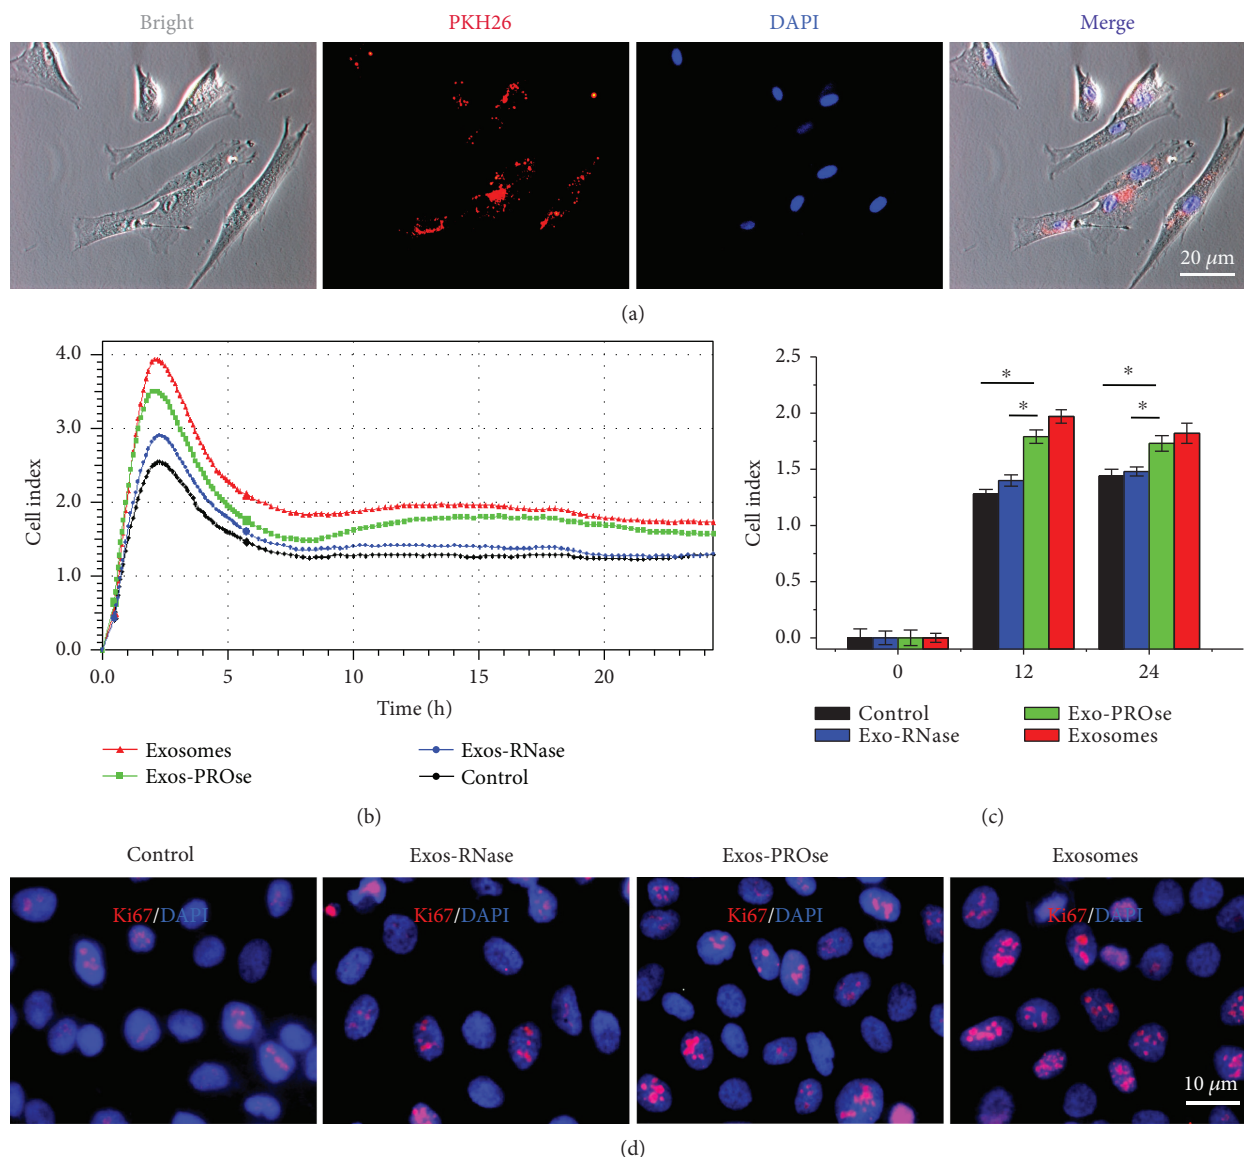 Bright PKH26 DAPI Merge
20 μm
(a)
4.0
3.0
2.0
1.0
0.0
Cell index
0.0 5 10 15 20
Time (h)
Exosomes Exos-RNase
Exos-PROse Control
(b)
2.5
2.0
1.5
1.0
0.5
0.0
Cell index
* *
* *
0 12 24
Control Exo-PROse
Exo-RNase Exosomes
(c)
Control Exos-RNase Exos-PROse Exosomes
Ki67/DAPI Ki67/DAPI Ki67/DAPI Ki67/DAPI
10 μm
(d)